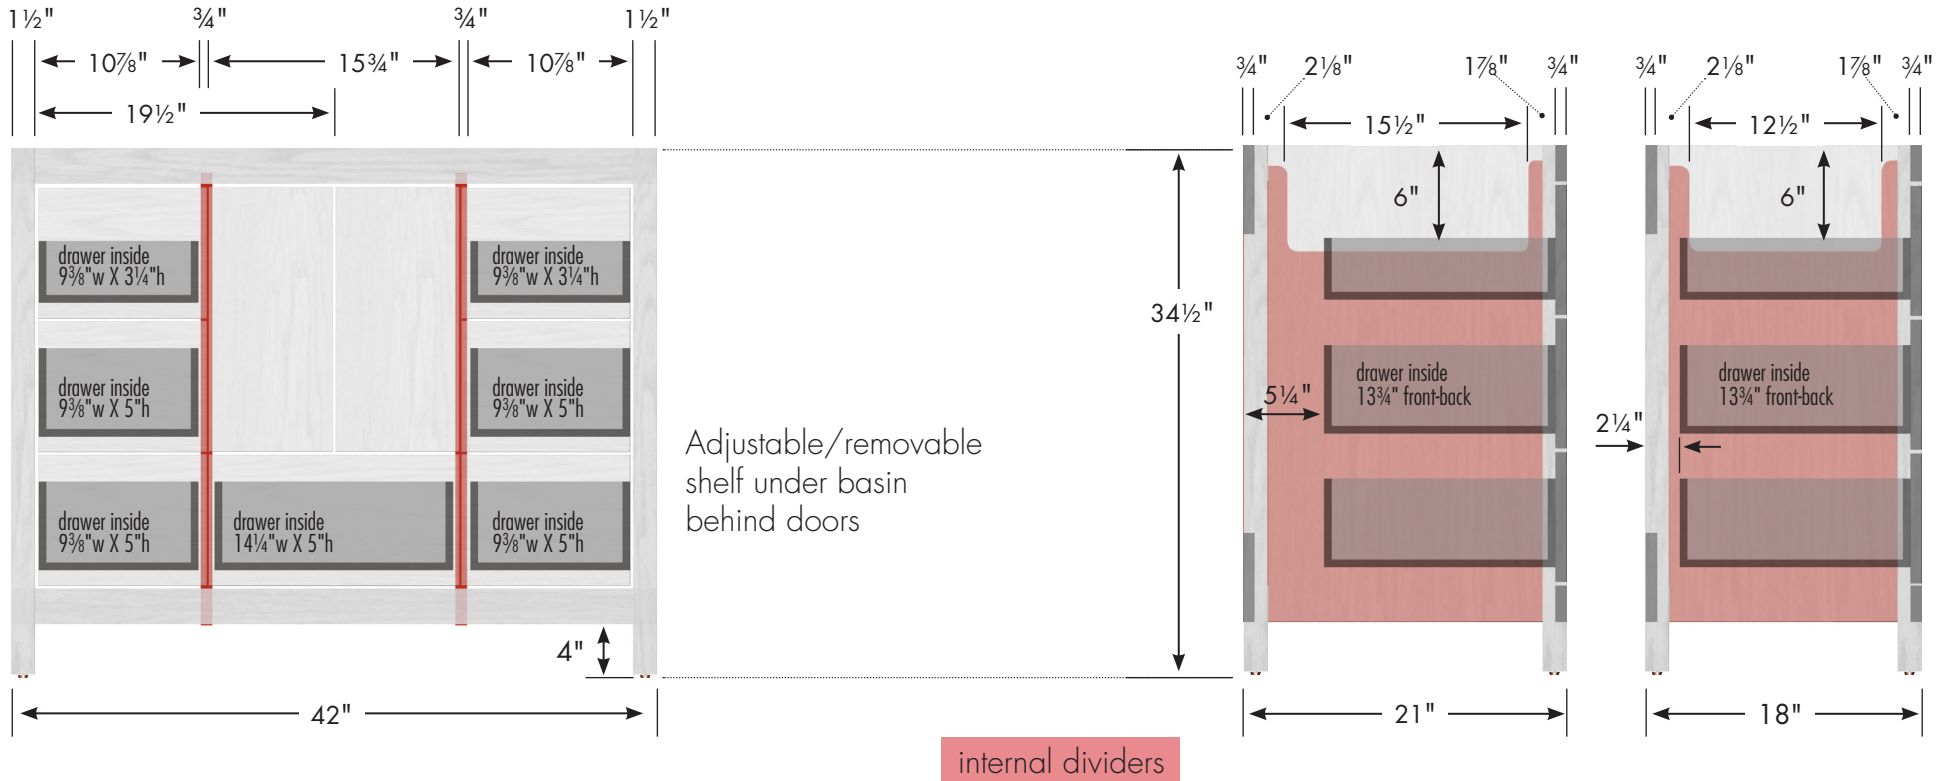 1½" ¾" ¾" 1½"
10⅞" 15¾" 10⅞"
19½"
drawer inside
9⅜"w X 3¼"h
drawer inside
9⅜"w X 3¼"h
drawer inside
9⅜"w X 5"h
drawer inside
9⅜"w X 5"h
drawer inside
9⅜"w X 5"h
drawer inside
14¼"w X 5"h
drawer inside
9⅜"w X 5"h
4"
42"
Adjustable/removable
shelf under basin
behind doors
34½"
¾" 2⅛" 1⅞" ¾"
15½"
6"
drawer inside
13¾" front-back
5¼"
21"
¾" 2⅛" 1⅞" ¾"
12½"
6"
drawer inside
13¾" front-back
2¼"
18"
internal dividers